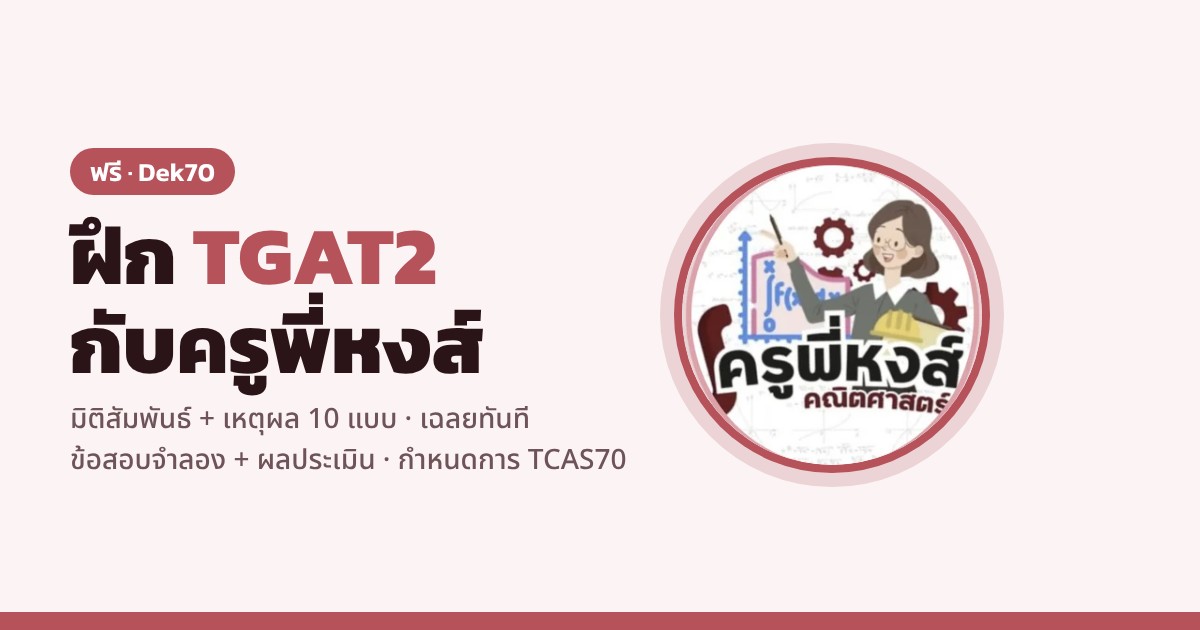 ฟรี · Dek70
ฝึก TGAT2
กับครูพี่หงส์
มิติสัมพันธ์ + เหตุผล 10 แบบ · เฉลยทันที
ข้อสอบจำลอง + ผลประเมิน · กำหนดการ TCAS70
ครูพี่หงส์
คณิตศาสตร์